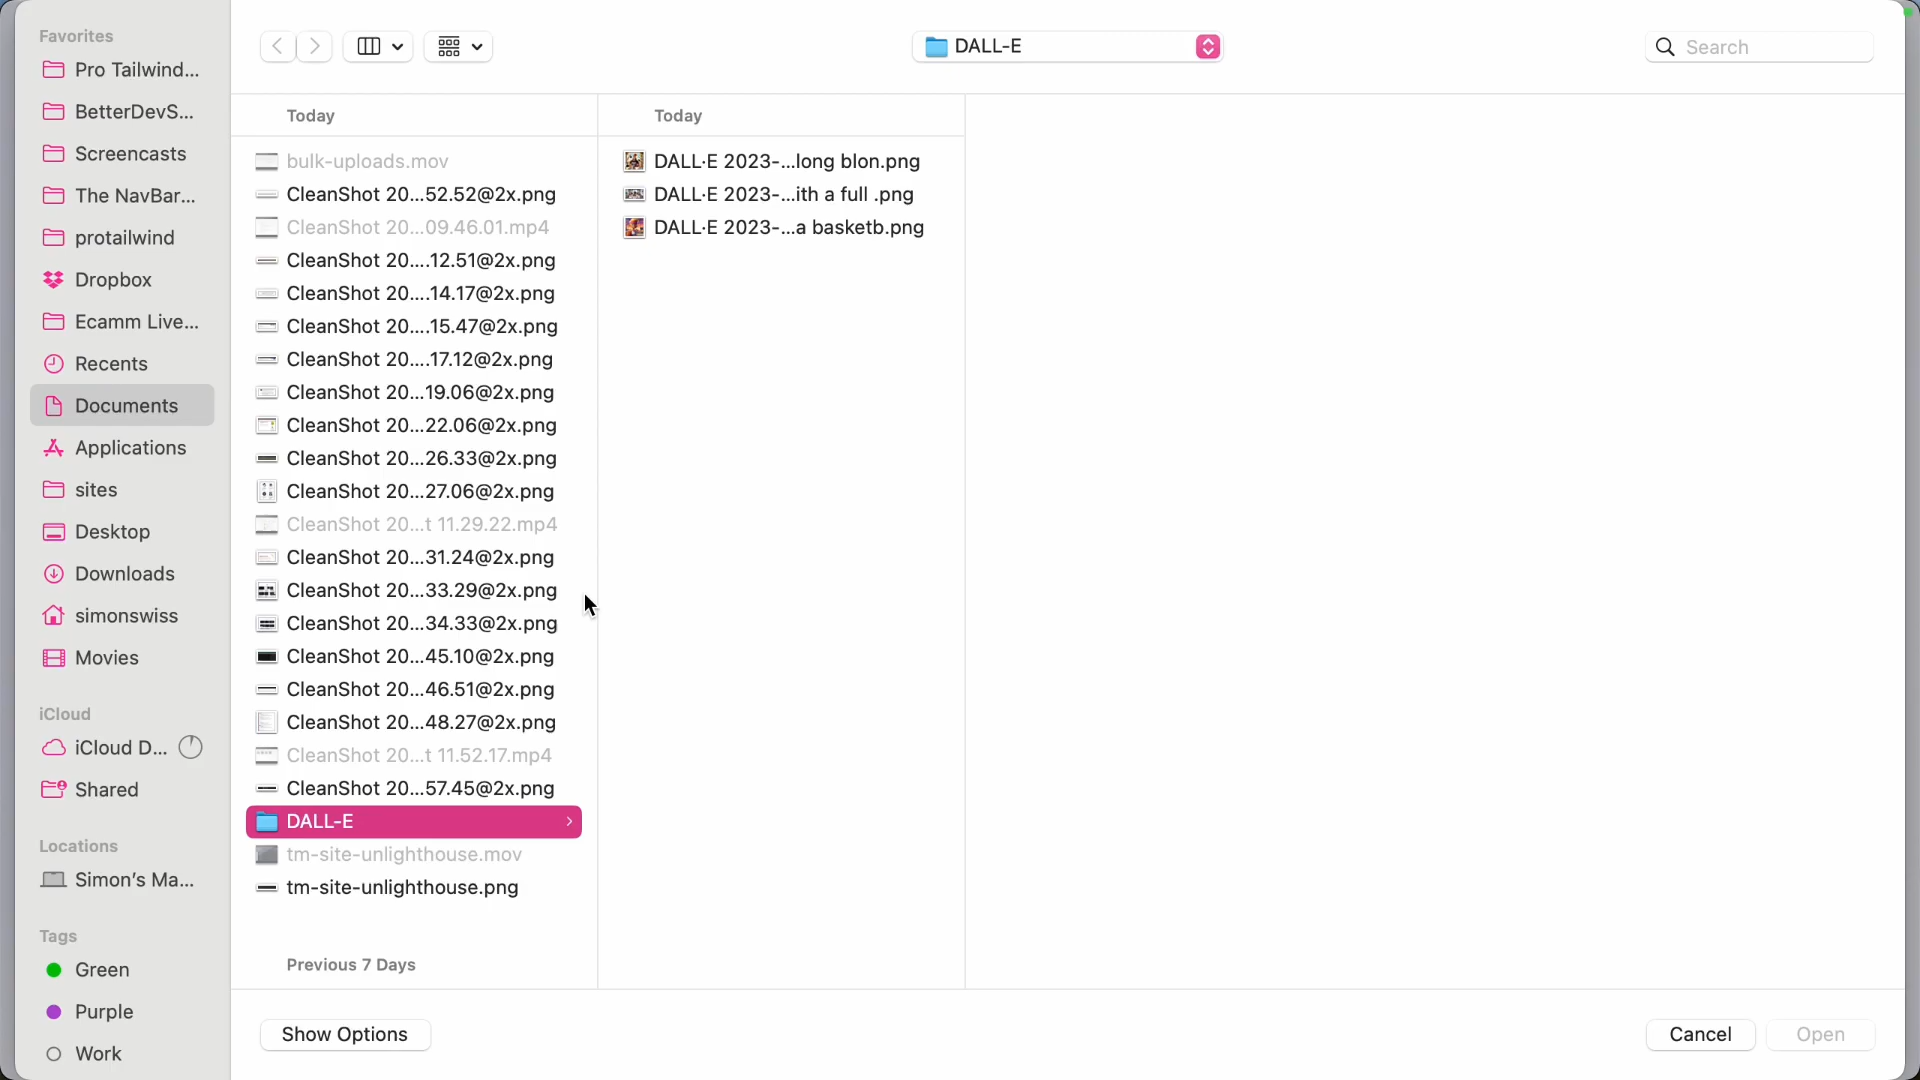 Favorites
Pro Tailwind...
BetterDevS...
Screencasts
The NavBar...
protailwind
Dropbox
Ecamm Live...
Recents
Documents
Applications
sites
Desktop
Downloads
simonswiss
Movies
iCloud
iCloud D...
Shared
Locations
Simon's Ma...
Tags
Green
Purple
Work
DALL-E
Search
Today
bulk-uploads.mov
CleanShot 20...52.52@2x.png
CleanShot 20...09.46.01.mp4
CleanShot 20....12.51@2x.png
CleanShot 20....14.17@2x.png
CleanShot 20....15.47@2x.png
CleanShot 20....17.12@2x.png
CleanShot 20...19.06@2x.png
CleanShot 20...22.06@2x.png
CleanShot 20...26.33@2x.png
CleanShot 20...27.06@2x.png
CleanShot 20...t 11.29.22.mp4
CleanShot 20...31.24@2x.png
CleanShot 20...33.29@2x.png
CleanShot 20...34.33@2x.png
CleanShot 20...45.10@2x.png
CleanShot 20...46.51@2x.png
CleanShot 20...48.27@2x.png
CleanShot 20...t 11.52.17.mp4
CleanShot 20...57.45@2x.png
DALL-E
tm-site-unlighthouse.mov
tm-site-unlighthouse.png
Previous 7 Days
Today
DALL·E 2023-...long blon.png
DALL·E 2023-...ith a full .png
DALL·E 2023-...a basketb.png
Show Options
Cancel
Open